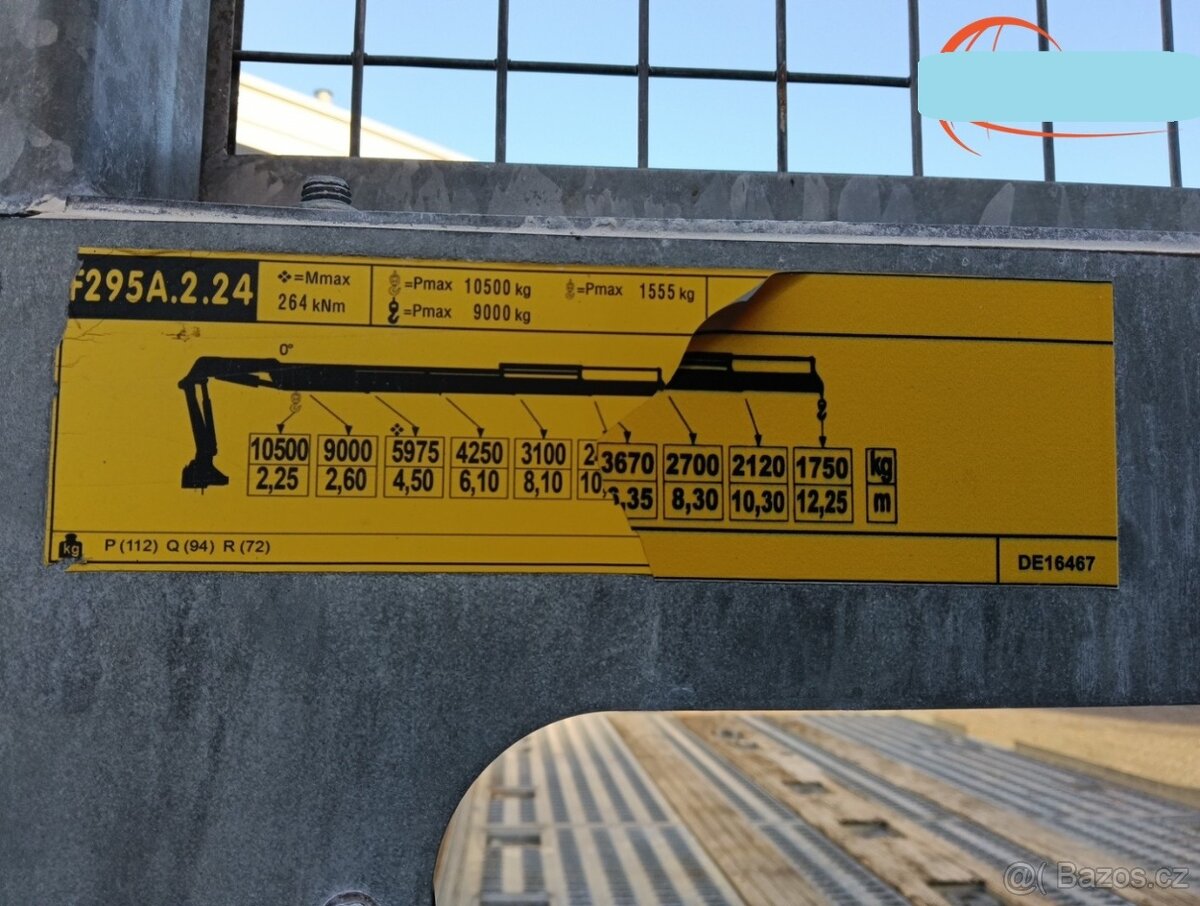 F295A.2.24 =Mmax =Pmax 10500 kg =Pmax 1555 kg
264 kNm =Pmax 9000 kg
0°
10500 9000 5975 4250 3100 3670 2700 2120 1750 kg
2,25 2,60 4,50 6,10 8,10 8,30 10,30 12,25 m
kg P (112) Q (94) R (72)
DE16467
@( Bazos.cz